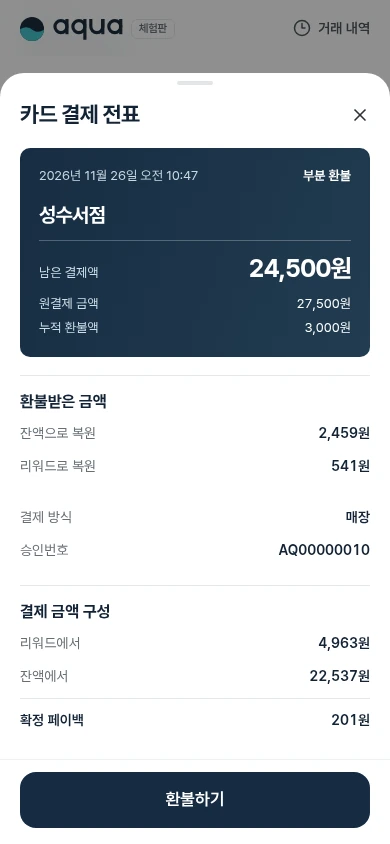 aqua 체험판 거래 내역
카드 결제 전표
2026년 11월 26일 오전 10:47 부분 환불
성수서점
남은 결제액 24,500원
원결제 금액 27,500원
누적 환불액 3,000원
환불받은 금액
잔액으로 복원 2,459원
리워드로 복원 541원
결제 방식 매장
승인번호 AQ00000010
결제 금액 구성
리워드에서 4,963원
잔액에서 22,537원
확정 페이백 201원
환불하기